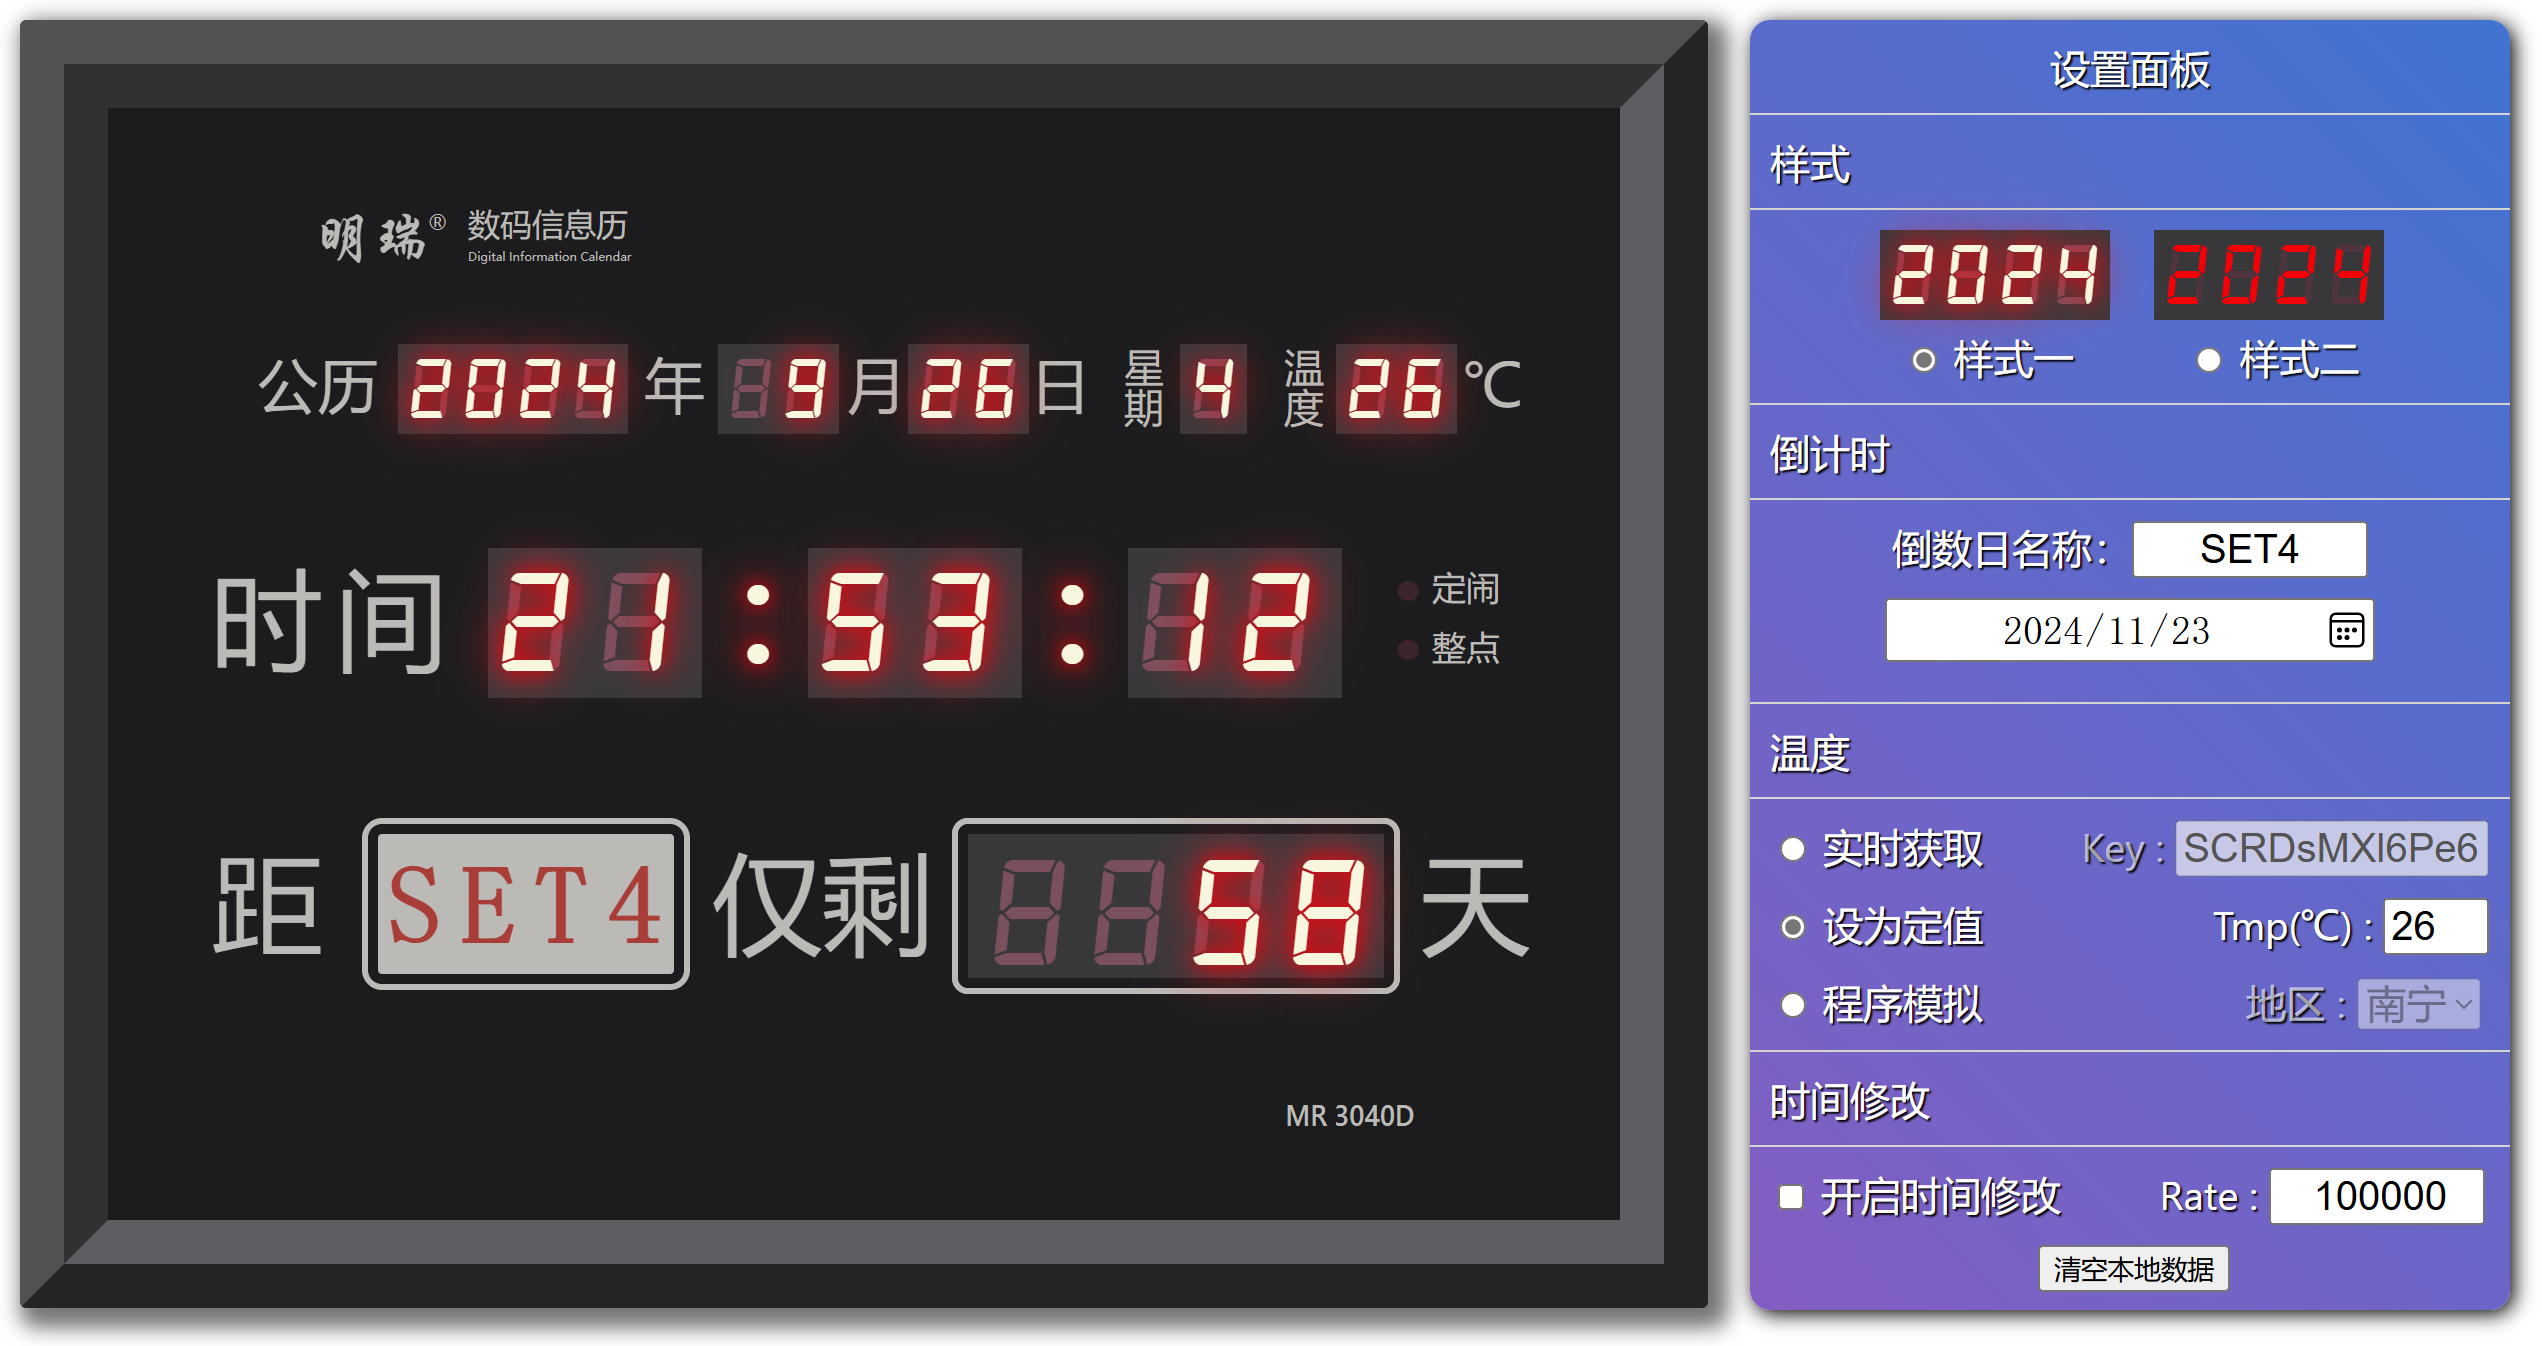 明瑞® 数码信息历
Digital Information Calendar
公历 2024 年 9 月 26 日 星期 4 温度 26 ℃
时间 21 : 53 : 12
定闹
整点
距 SET4 仅剩 58 天
MR 3040D
设置面板
样式
2024 2024
样式一 样式二
倒计时
倒数日名称： SET4
2024/11/23
温度
实时获取 Key : SCRDsMXl6Pe6
设为定值 Tmp(℃) : 26
程序模拟 地区 : 南宁
时间修改
开启时间修改 Rate : 100000
清空本地数据